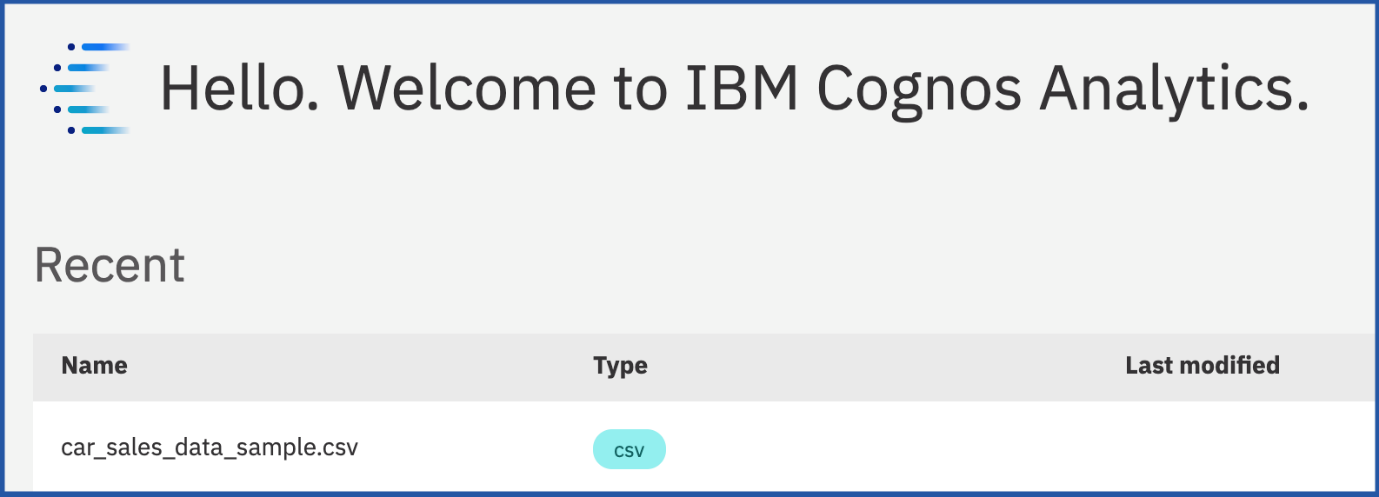 Hello. Welcome to IBM Cognos Analytics.
Recent
Name Type Last modified
car_sales_data_sample.csv csv